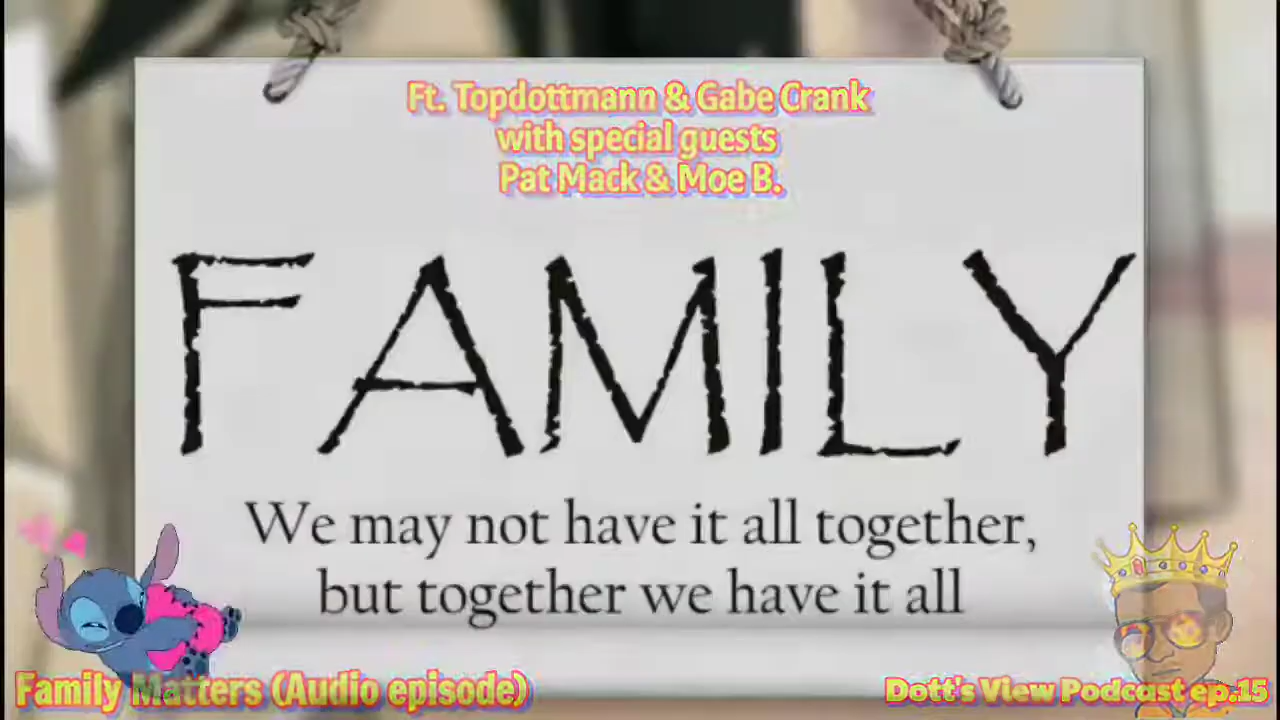 Ft. Topdottmann & Gabe Crank
with special guests
Pat Mack & Moe B.
FAMILY
We may not have it all together,
but together we have it all
Family Matters (Audio episode)
Dott's View Podcast ep.15